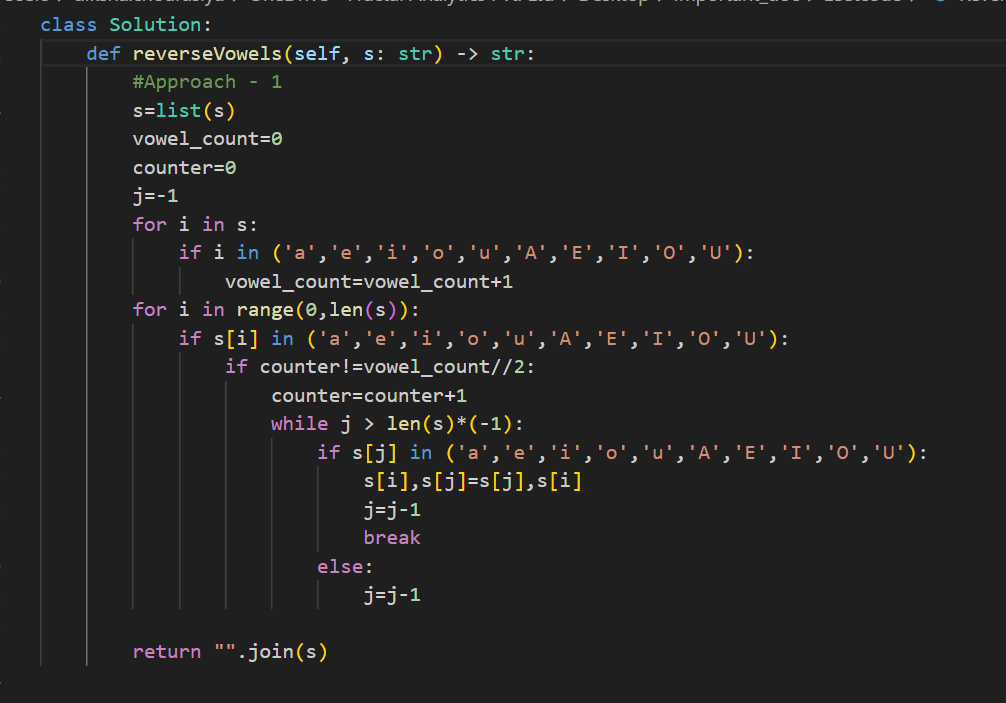 class Solution:
    def reverseVowels(self, s: str) -> str:
        #Approach - 1
        s=list(s)
        vowel_count=0
        counter=0
        j=-1
        for i in s:
            if i in ('a','e','i','o','u','A','E','I','O','U'):
                vowel_count=vowel_count+1
        for i in range(0,len(s)):
            if s[i] in ('a','e','i','o','u','A','E','I','O','U'):
                if counter!=vowel_count//2:
                    counter=counter+1
                    while j > len(s)*(-1):
                        if s[j] in ('a','e','i','o','u','A','E','I','O','U'):
                            s[i],s[j]=s[j],s[i]
                            j=j-1
                            break
                        else:
                            j=j-1
        return "".join(s)